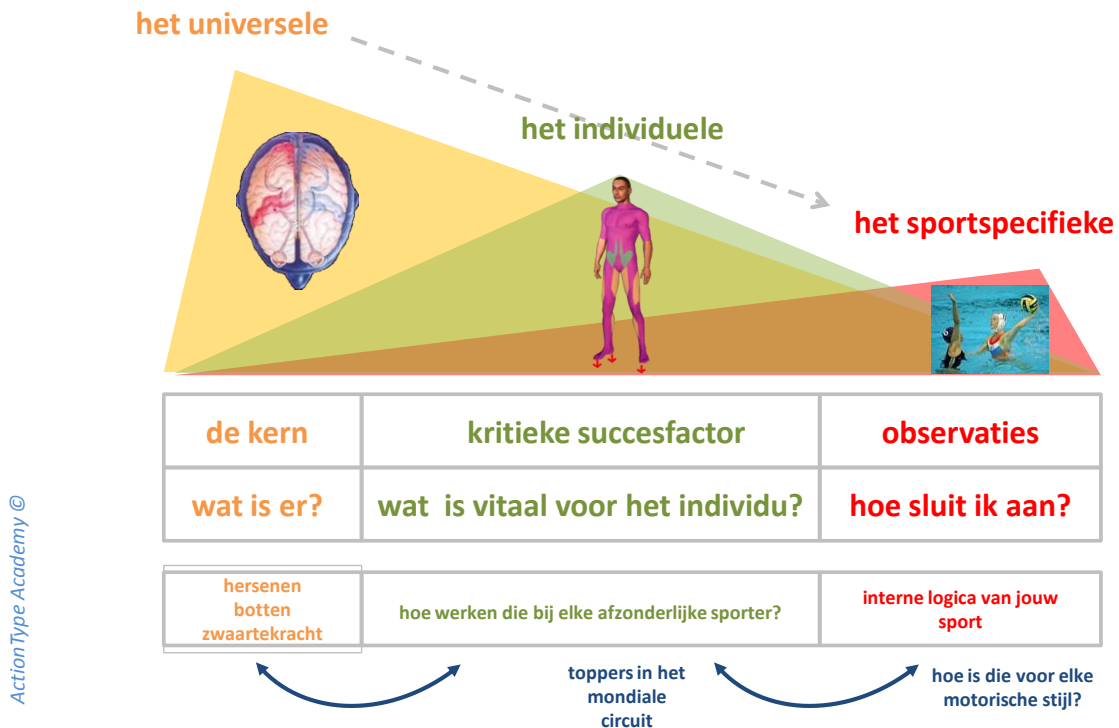 het universele
het individuele
het sportspecifieke
de kern
kritieke succesfactor
observaties
wat is er?
wat  is vitaal voor het individu?
hoe sluit ik aan?
hersenen
botten
zwaartekracht
hoe werken die bij elke afzonderlijke sporter?
interne logica van jouw
sport
toppers in het
mondiale
circuit
hoe is die voor elke
motorische stijl?
ActionType Academy ©